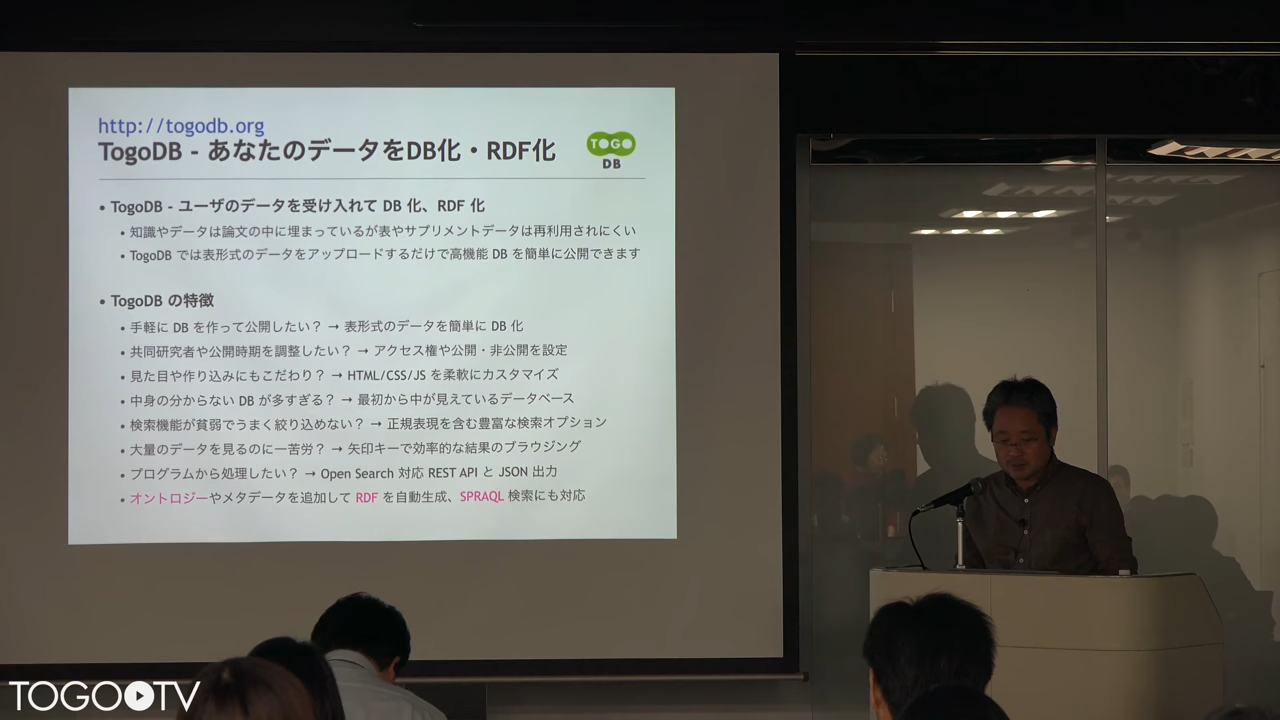 http://togodb.org
TogoDB - あなたのデータをDB化・RDF化
TOGO
DB
• TogoDB - ユーザのデータを受け入れて DB 化、RDF 化
• 知識やデータは論文の中に埋まっているが表やサプリメントデータは再利用されにくい
• TogoDB では表形式のデータをアップロードするだけで高機能 DB を簡単に公開できます
• TogoDB の特徴
• 手軽に DB を作って公開したい？ → 表形式のデータを簡単に DB 化
• 共同研究者や公開時期を調整したい？ → アクセス権や公開・非公開を設定
• 見た目や作り込みにもこだわり？ → HTML/CSS/JS を柔軟にカスタマイズ
• 中身の分からない DB が多すぎる？ → 最初から中が見えているデータベース
• 検索機能が貧弱でうまく絞り込めない？ → 正規表現を含む豊富な検索オプション
• 大量のデータを見るのに一苦労？ → 矢印キーで効率的な結果のブラウジング
• プログラムから処理したい？ → Open Search 対応 REST API と JSON 出力
• オントロジーやメタデータを追加して RDF を自動生成、SPRAQL 検索にも対応
TOGO TV